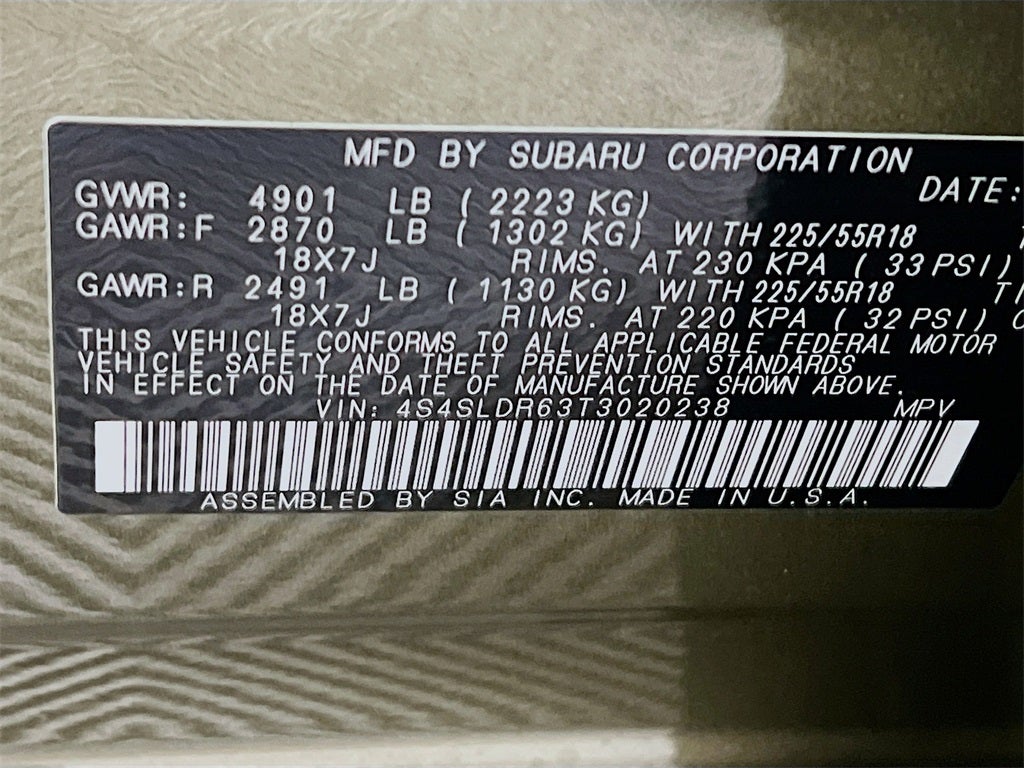 MFD BY SUBARU CORPORATION
DATE:
GVWR: 4901 LB ( 2223 KG)
GAWR:F 2870 LB ( 1302 KG) WITH 225/55R18
18X7J RIMS. AT 230 KPA ( 33 PSI)
GAWR:R 2491 LB ( 1130 KG) WITH 225/55R18
18X7J RIMS. AT 220 KPA ( 32 PSI)
THIS VEHICLE CONFORMS TO ALL APPLICABLE FEDERAL MOTOR
VEHICLE SAFETY AND THEFT PREVENTION STANDARDS
IN EFFECT ON THE DATE OF MANUFACTURE SHOWN ABOVE.
VIN: 4S4SLDR63T3020238 MPV
ASSEMBLED BY SIA INC. MADE IN U.S.A.